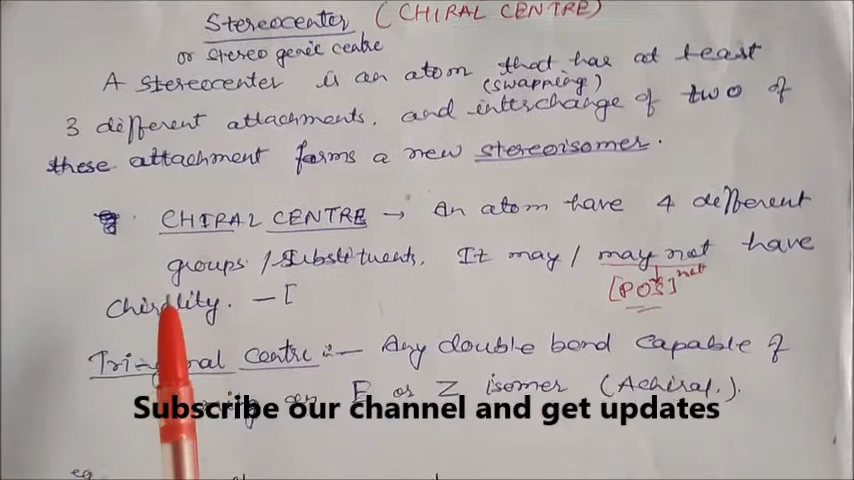 Stereocenter (CHIRAL CENTRE)
or stereo genic centre
A stereocenter is an atom that has at least
(swapning)
3 different attachments. and interchange of two of
these attachment forms a new stereoisomer.
CHIRAL CENTRE → An atom have 4 different
groups / Substituents. It may / may not have
[POS]
Chirality. — [
Centre :— Any double bond capable of
E or Z isomer (Achiral.).
Subscribe our channel and get updates
eg